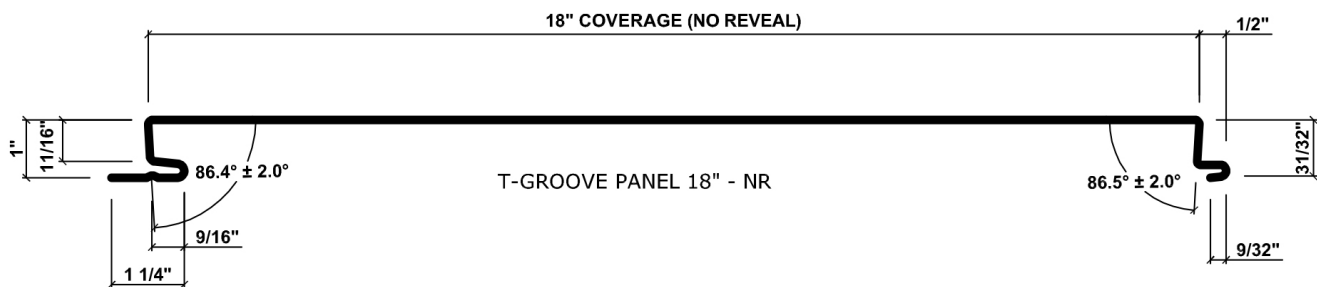 18" COVERAGE (NO REVEAL)
1/2"
1"
11/16"
31/32"
86.4° ± 2.0°
T-GROOVE PANEL 18" - NR
86.5° ± 2.0°
9/16"
9/32"
1 1/4"